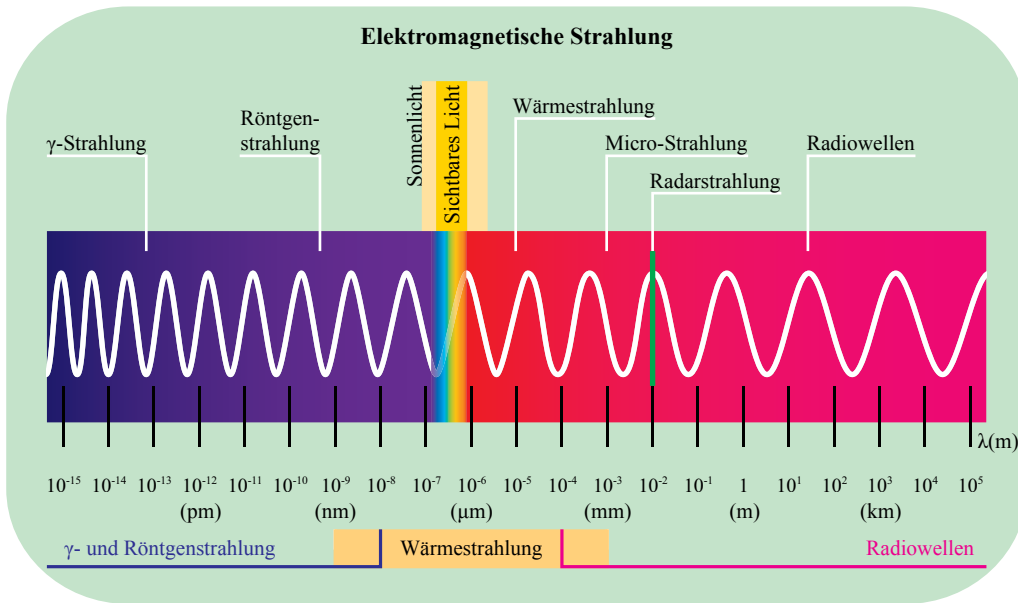 Elektromagnetische Strahlung
γ-Strahlung
Röntgen-
strahlung
Sonnenlicht
Sichtbares Licht
Wärmestrahlung
Micro-Strahlung
Radarstrahlung
Radiowellen
λ(m)
10⁻¹⁵ 10⁻¹⁴ 10⁻¹³ 10⁻¹² 10⁻¹¹ 10⁻¹⁰ 10⁻⁹ 10⁻⁸ 10⁻⁷ 10⁻⁶ 10⁻⁵ 10⁻⁴ 10⁻³ 10⁻² 10⁻¹ 1 10¹ 10² 10³ 10⁴ 10⁵
(pm) (nm) (μm) (mm) (m) (km)
γ- und Röntgenstrahlung Wärmestrahlung Radiowellen